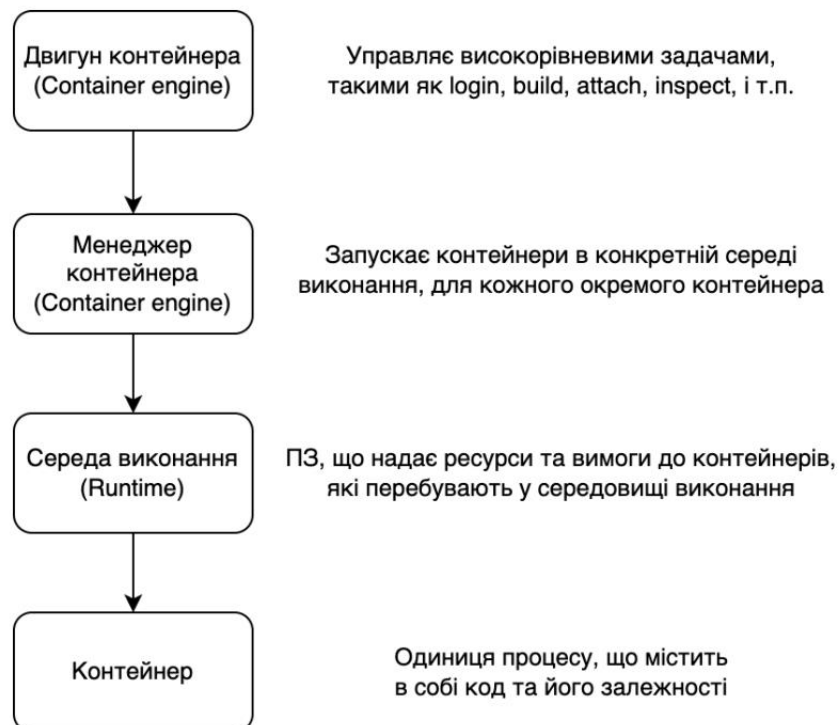 Двигун контейнера
(Container engine)
Управляє високорівневими задачами,
такими як login, build, attach, inspect, і т.п.
Менеджер
контейнера
(Container engine)
Запускає контейнери в конкретній середі
виконання, для кожного окремого контейнера
Середа виконання
(Runtime)
ПЗ, що надає ресурси та вимоги до контейнерів,
які перебувають у середовищі виконання
Контейнер
Одиниця процесу, що містить
в собі код та його залежності